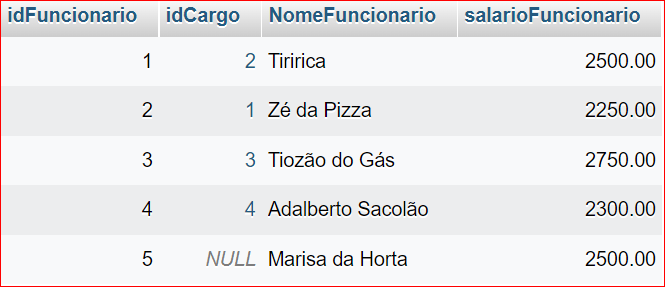 idFuncionario idCargo NomeFuncionario salarioFuncionario
1 2 Tiririca 2500.00
2 1 Zé da Pizza 2250.00
3 3 Tiozão do Gás 2750.00
4 4 Adalberto Sacolão 2300.00
5 NULL Marisa da Horta 2500.00